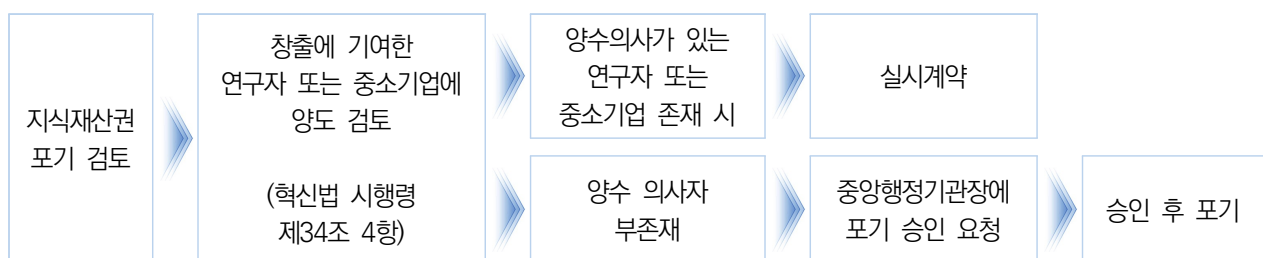 지식재산권
포기 검토
창출에 기여한
연구자 또는 중소기업에
양도 검토
(혁신법 시행령
제34조 4항)
양수의사가 있는
연구자 또는
중소기업 존재 시
실시계약
양수 의사자
부존재
중앙행정기관장에
포기 승인 요청
승인 후 포기